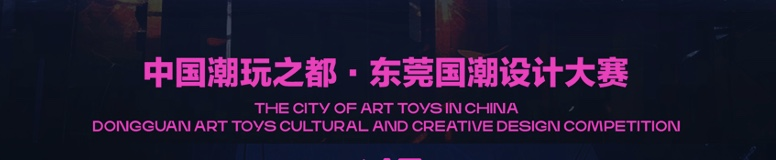 中国潮玩之都·东莞国潮设计大赛
THE CITY OF ART TOYS IN CHINA
DONGGUAN ART TOYS CULTURAL AND CREATIVE DESIGN COMPETITION